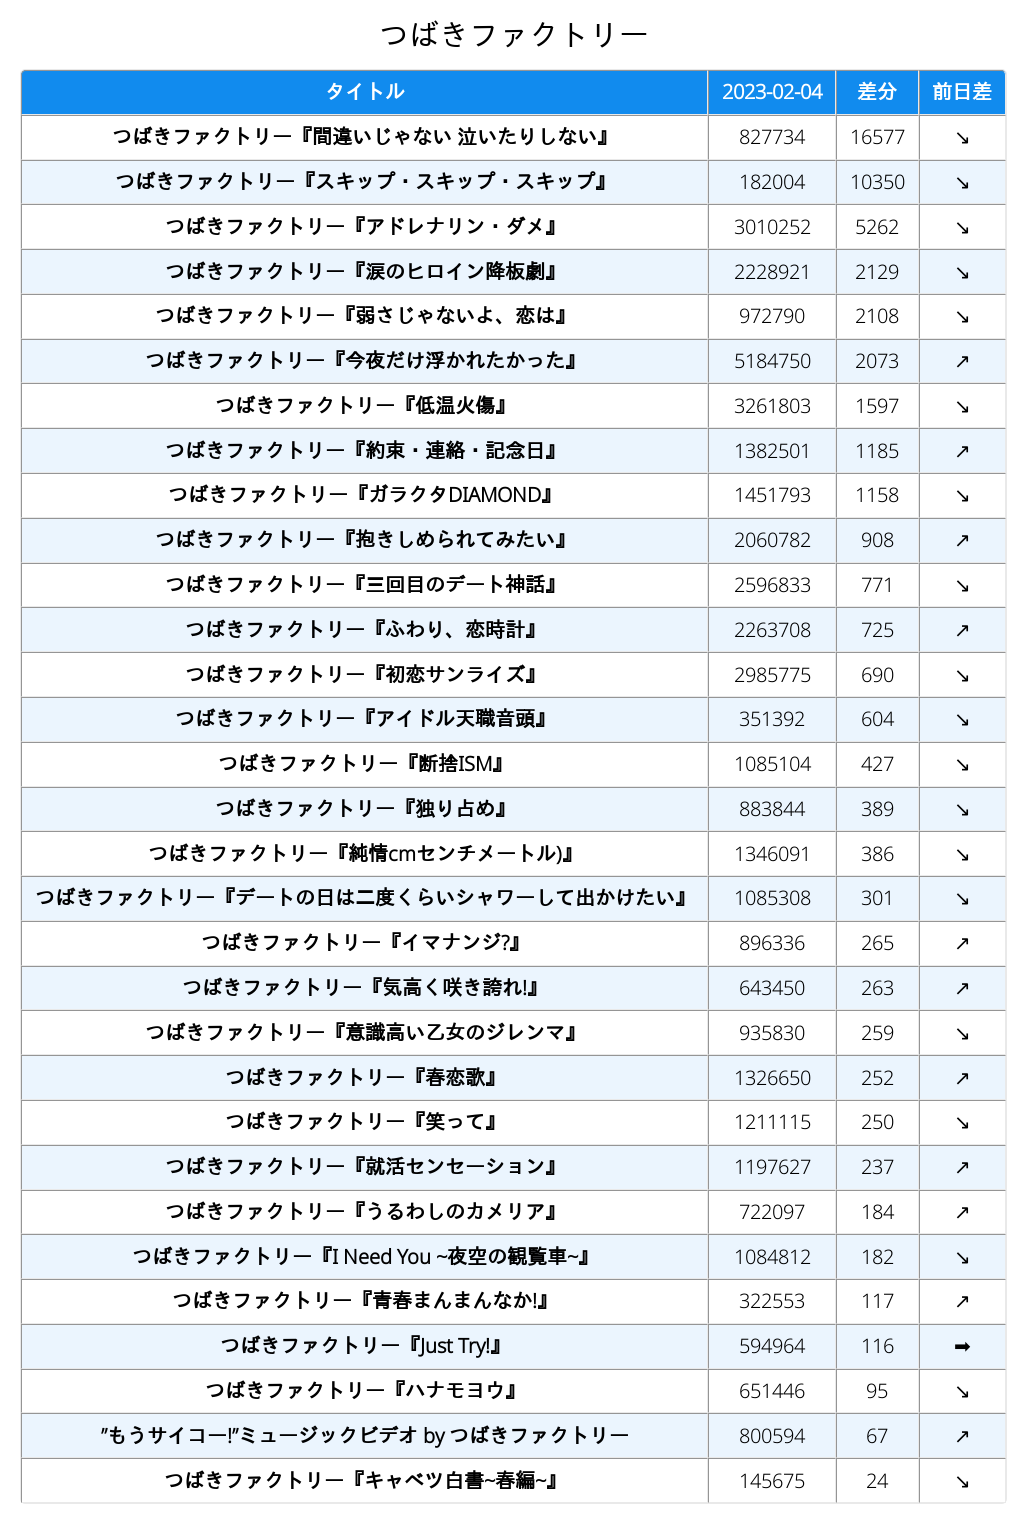 つばきファクトリー
タイトル 2023-02-04 差分 前日差
つばきファクトリー『間違いじゃない 泣いたりしない』 827734 16577 ↘
つばきファクトリー『スキップ・スキップ・スキップ』 182004 10350 ↘
つばきファクトリー『アドレナリン・ダメ』 3010252 5262 ↘
つばきファクトリー『涙のヒロイン降板劇』 2228921 2129 ↘
つばきファクトリー『弱さじゃないよ、恋は』 972790 2108 ↘
つばきファクトリー『今夜だけ浮かれたかった』 5184750 2073 ↗
つばきファクトリー『低温火傷』 3261803 1597 ↘
つばきファクトリー『約束・連絡・記念日』 1382501 1185 ↗
つばきファクトリー『ガラクタDIAMOND』 1451793 1158 ↘
つばきファクトリー『抱きしめられてみたい』 2060782 908 ↗
つばきファクトリー『三回目のデート神話』 2596833 771 ↘
つばきファクトリー『ふわり、恋時計』 2263708 725 ↗
つばきファクトリー『初恋サンライズ』 2985775 690 ↘
つばきファクトリー『アイドル天職音頭』 351392 604 ↘
つばきファクトリー『断捨ISM』 1085104 427 ↘
つばきファクトリー『独り占め』 883844 389 ↘
つばきファクトリー『純情cmセンチメートル)』 1346091 386 ↘
つばきファクトリー『デートの日は二度くらいシャワーして出かけたい』 1085308 301 ↘
つばきファクトリー『イマナンジ?』 896336 265 ↗
つばきファクトリー『気高く咲き誇れ!』 643450 263 ↗
つばきファクトリー『意識高い乙女のジレンマ』 935830 259 ↘
つばきファクトリー『春恋歌』 1326650 252 ↗
つばきファクトリー『笑って』 1211115 250 ↘
つばきファクトリー『就活センセーション』 1197627 237 ↗
つばきファクトリー『うるわしのカメリア』 722097 184 ↗
つばきファクトリー『I Need You ~夜空の観覧車~』 1084812 182 ↘
つばきファクトリー『青春まんまんなか!』 322553 117 ↗
つばきファクトリー『Just Try!』 594964 116 ➡
つばきファクトリー『ハナモヨウ』 651446 95 ↘
”もうサイコー!”ミュージックビデオ by つばきファクトリー 800594 67 ↗
つばきファクトリー『キャベツ白書~春編~』 145675 24 ↘